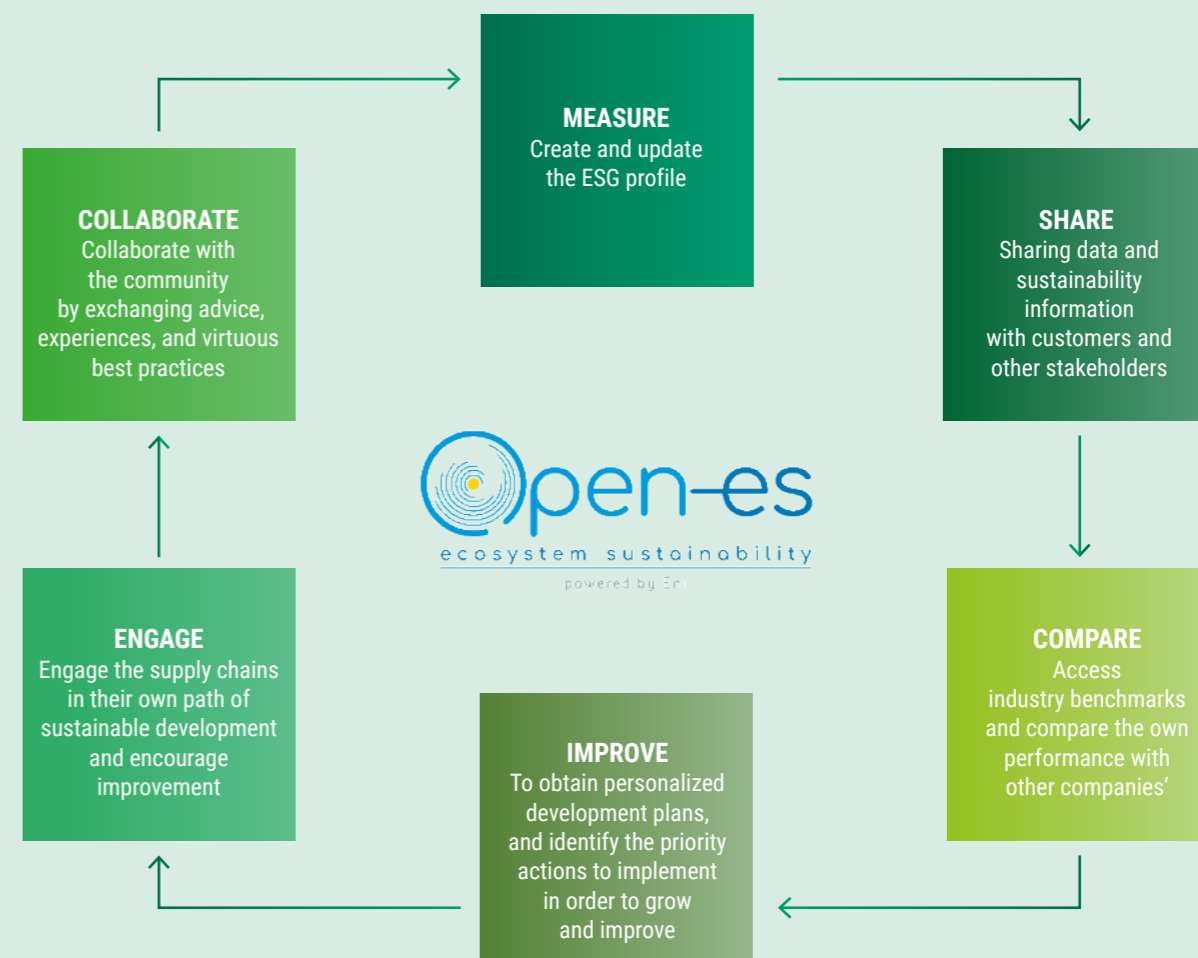 MEASURE
Create and update
the ESG profile
SHARE
Sharing data and
sustainability
information
with customers and
other stakeholders
COMPARE
Access
industry benchmarks
and compare the own
performance with
other companies’
IMPROVE
To obtain personalized
development plans,
and identify the priority
actions to implement
in order to grow
and improve
ENGAGE
Engage the supply chains
in their own path of
sustainable development
and encourage
improvement
COLLABORATE
Collaborate with
the community
by exchanging advice,
experiences, and virtuous
best practices
Open-es
ecosystem sustainability
powered by Eni